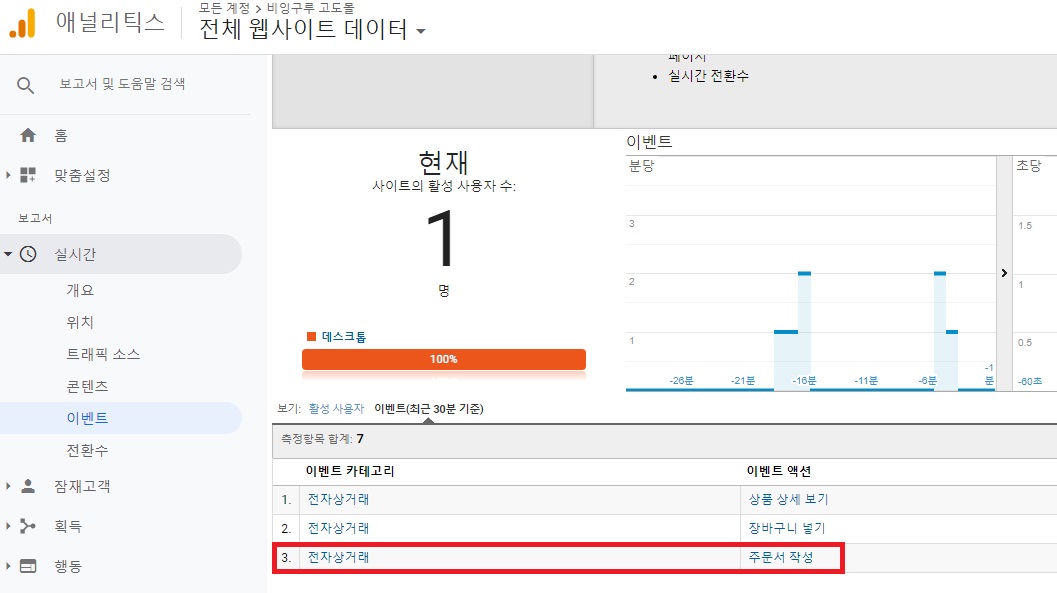 애널리틱스
모든 계정 > 비잉구루 고도몰
전체 웹사이트 데이터
보고서 및 도움말 검색
홈
맞춤설정
보고서
실시간
개요
위치
트래픽 소스
콘텐츠
이벤트
전환수
잠재고객
획득
행동
페이지
• 실시간 전환수
현재
사이트의 활성 사용자 수:
1
명
데스크톱
100%
이벤트
분당
3
2
1
-26분
-21분
-16분
-11분
-6분
-1
분
초당
1.5
1
0.5
-60초
보기: 활성 사용자 이벤트(최근 30분 기준)
측정항목 합계: 7
이벤트 카테고리 이벤트 액션
1. 전자상거래 상품 상세 보기
2. 전자상거래 장바구니 넣기
3. 전자상거래 주문서 작성